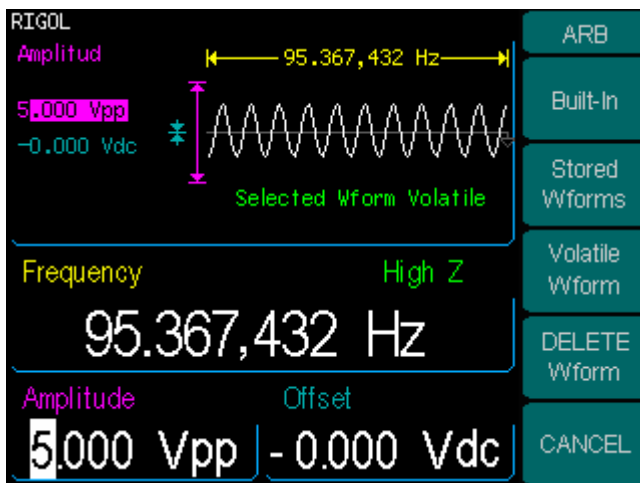 RIGOL
Amplitud
95.367,432 Hz
5.000 Vpp
-0.000 Vdc
Selected Wform Volatile
Frequency
High Z
95.367,432 Hz
Amplitude
Offset
5.000 Vpp
- 0.000 Vdc
ARB
Built-In
Stored
Wforms
Volatile
Wform
DELETE
Wform
CANCEL